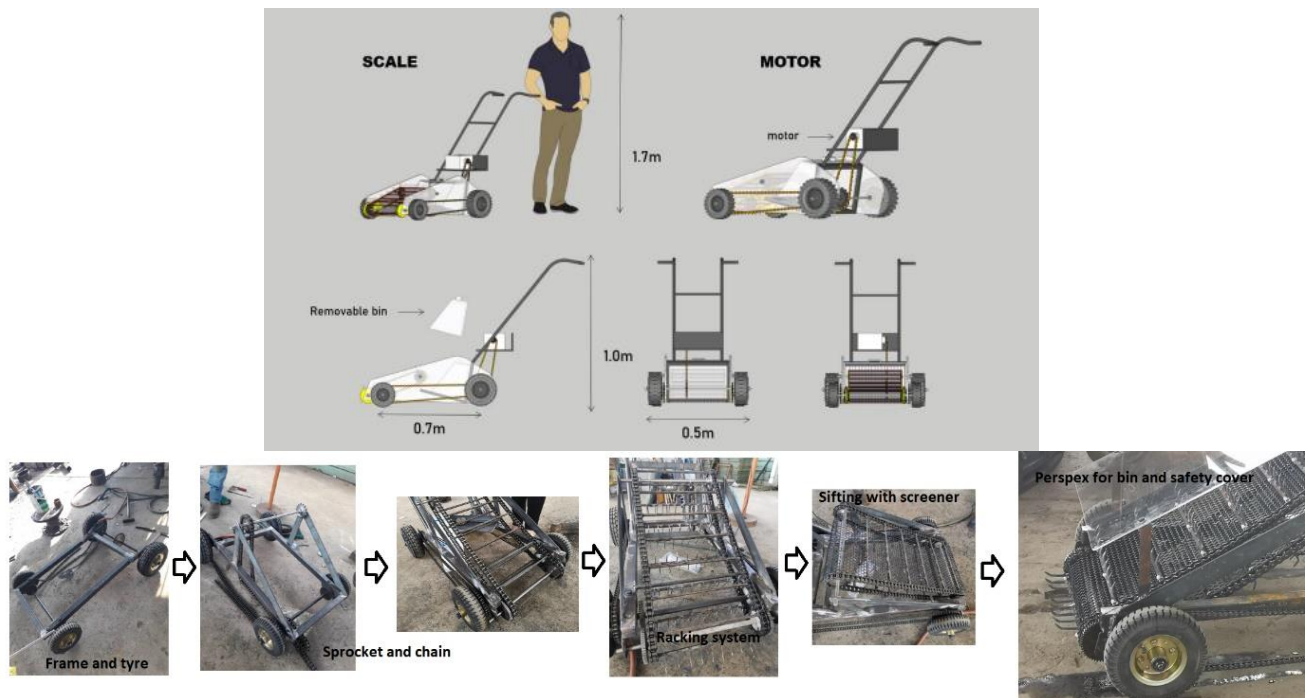 SCALE
MOTOR
motor
1.7m
Removable bin
1.0m
0.7m
0.5m
Frame and tyre
Sprocket and chain
Racking system
Sifting with screener
Perspex for bin and safety cover